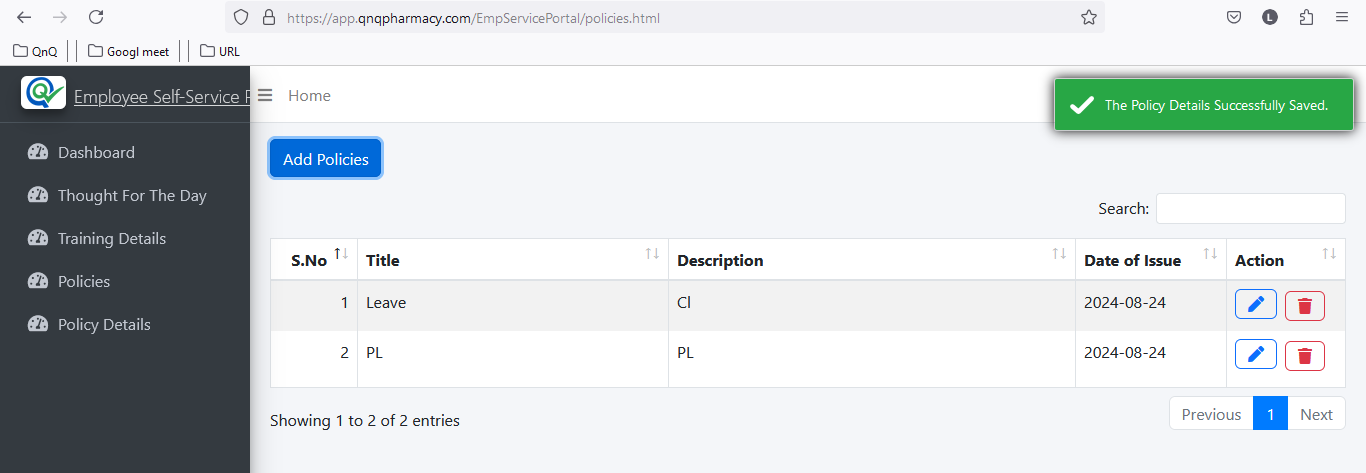 https://app.qnqpharmacy.com/EmpServicePortal/policies.html
L
QnQ
Googl meet
URL
Employee Self-Service P
Home
The Policy Details Successfully Saved.
Dashboard
Thought For The Day
Training Details
Policies
Policy Details
Add Policies
Search:
S.No Title Description Date of Issue Action
1 Leave Cl 2024-08-24
2 PL PL 2024-08-24
Showing 1 to 2 of 2 entries
Previous 1 Next